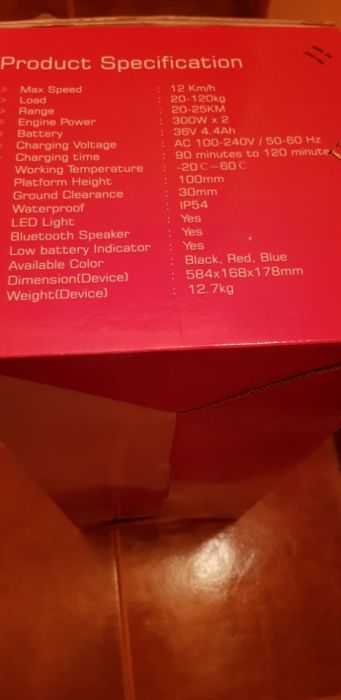 Product Specification
Max Speed : 12 Km/h
Load : 20-120kg
Range : 20-25KM
Engine Power : 300W x 2
Battery : 36V 4.4Ah
Charging Voltage : AC 100-240V / 50-60 Hz
Charging time : 90 minutes to 120 minute
Working Temperature : -20℃~60℃
Platform Height : 100mm
Ground Clearance : 30mm
Waterproof : IP54
LED Light : Yes
Bluetooth Speaker : Yes
Low battery Indicator : Yes
Available Color : Black, Red, Blue
Dimension(Device) : 584x168x178mm
Weight(Device) : 12.7kg